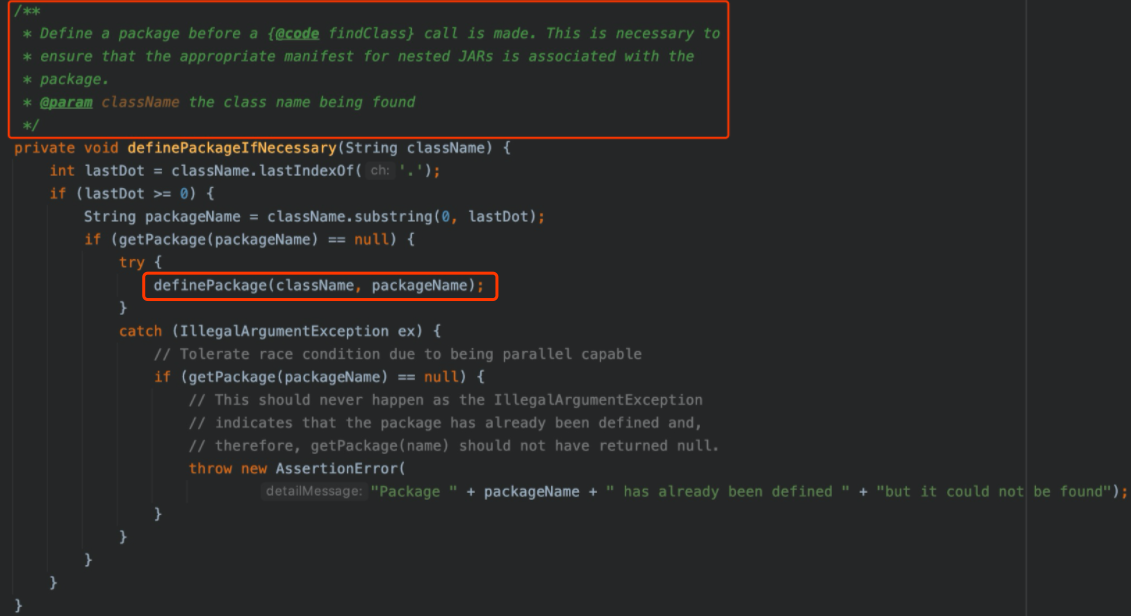 /**
 * Define a package before a {@code findClass} call is made. This is necessary to
 * ensure that the appropriate manifest for nested JARs is associated with the
 * package.
 * @param className the class name being found
 */
private void definePackageIfNecessary(String className) {
    int lastDot = className.lastIndexOf( ch: '.');
    if (lastDot >= 0) {
        String packageName = className.substring(0, lastDot);
        if (getPackage(packageName) == null) {
            try {
                definePackage(className, packageName);
            }
            catch (IllegalArgumentException ex) {
                // Tolerate race condition due to being parallel capable
                if (getPackage(packageName) == null) {
                    // This should never happen as the IllegalArgumentException
                    // indicates that the package has already been defined and,
                    // therefore, getPackage(name) should not have returned null.
                    throw new AssertionError(
                            detailMessage: "Package " + packageName + " has already been defined " + "but it could not be found");
                }
            }
        }
    }
}